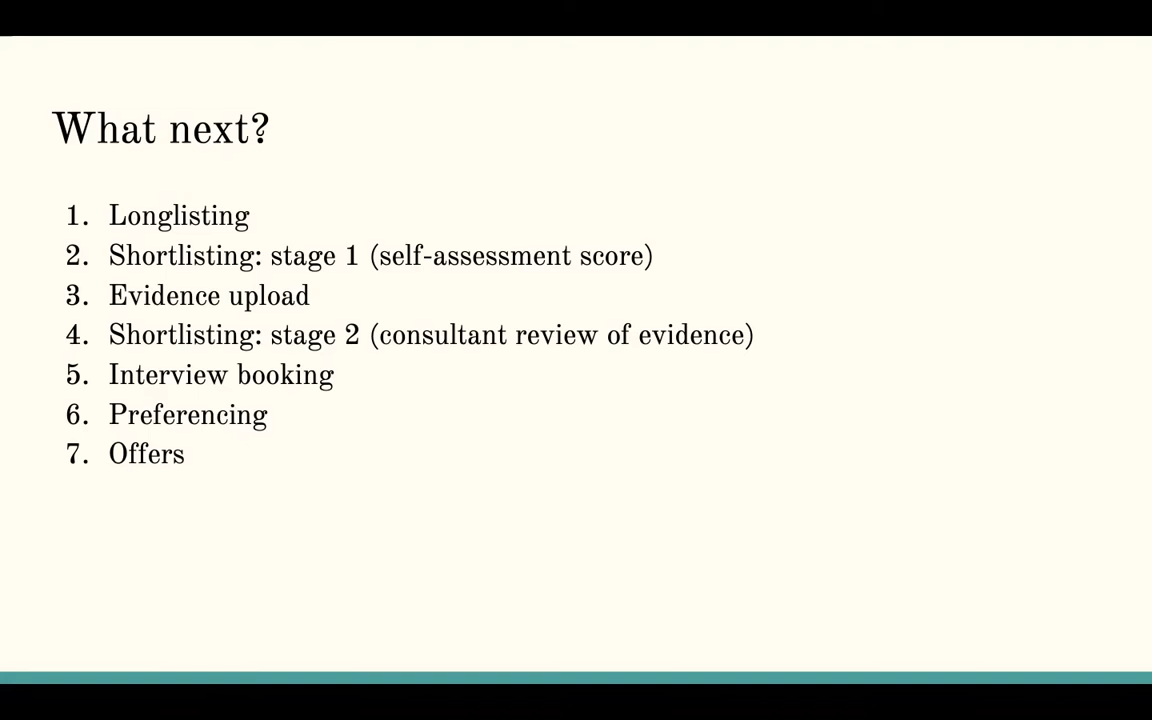 What next?
1. Longlisting
2. Shortlisting: stage 1 (self-assessment score)
3. Evidence upload
4. Shortlisting: stage 2 (consultant review of evidence)
5. Interview booking
6. Preferencing
7. Offers